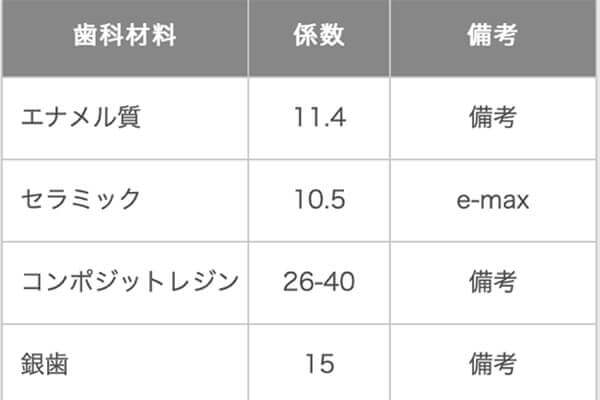 歯科材料 係数 備考
エナメル質 11.4 備考
セラミック 10.5 e-max
コンポジットレジン 26-40 備考
銀歯 15 備考